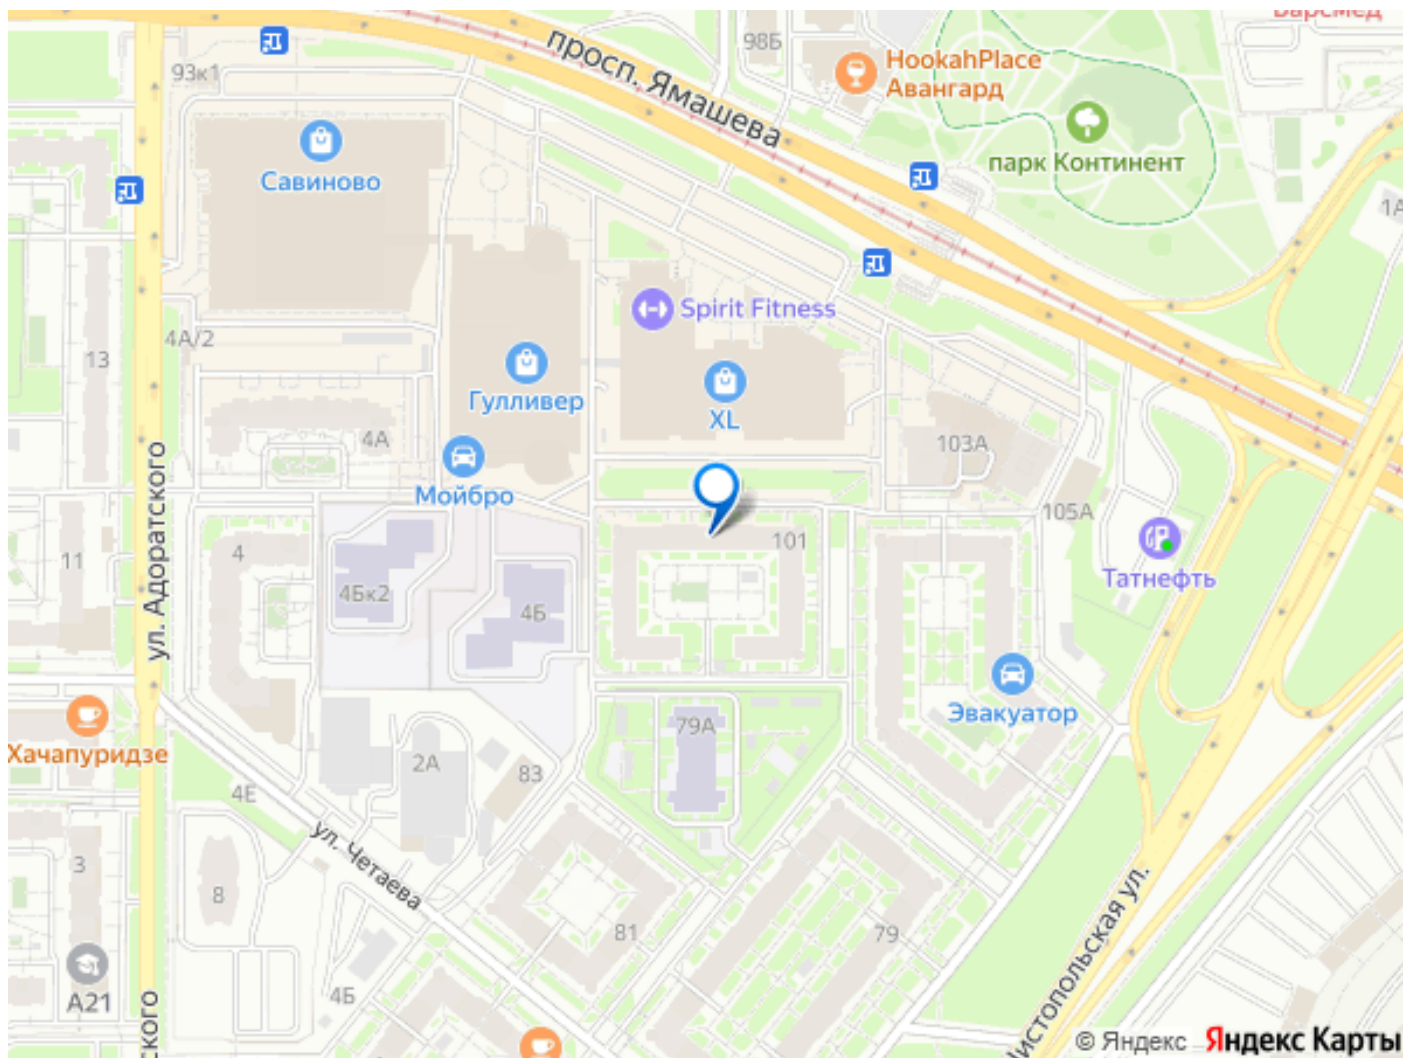 Барсмед
98Б
HookahPlace
Авангард
просп. Ямашева
93к1
парк Континент
Савиново
1А
Spirit Fitness
4А/2
13
Гулливер
XL
4А
103А
Мойбро
105А
ул. Адоратского
101
4
11
Татнефть
4Бк2
4Б
Эвакуатор
79А
Хачапуридзе
2А
83
4Е
ул. Четаева
3
8
81
79
Чистопольская ул.
А21
4Б
ского
© Яндекс Яндекс Карты